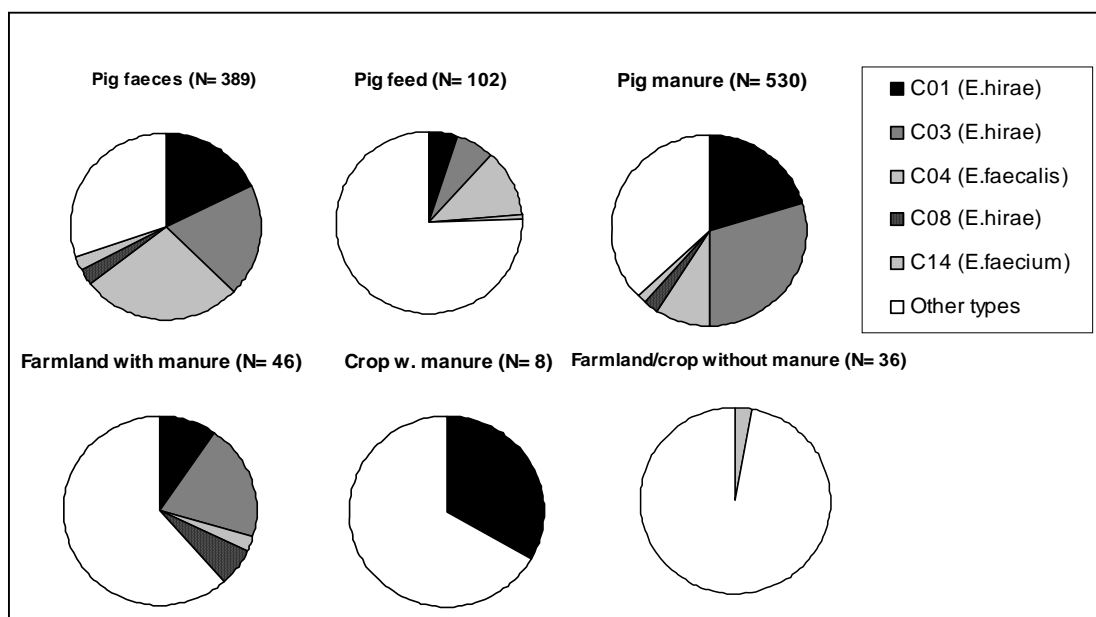 Pig faeces (N= 389)
Pig feed (N= 102)
Pig manure (N= 530)
C01 (E.hirae)
C03 (E.hirae)
C04 (E.faecalis)
C08 (E.hirae)
C14 (E.faecium)
Other types
Farmland with manure (N= 46)
Crop w. manure (N= 8)
Farmland/crop without manure (N= 36)